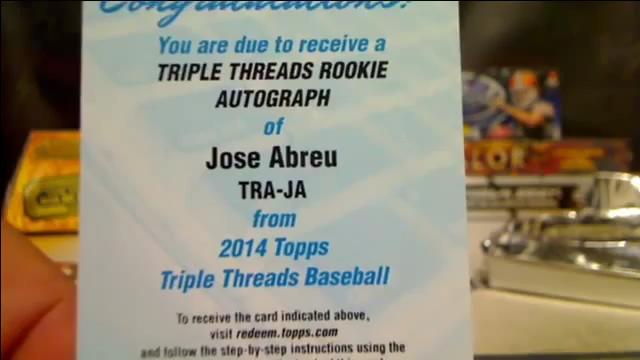 Congratulations!
You are due to receive a
TRIPLE THREADS ROOKIE
AUTOGRAPH
of
Jose Abreu
TRA-JA
from
2014 Topps
Triple Threads Baseball
To receive the card indicated above,
visit redeem.topps.com
and follow the step-by-step instructions using the